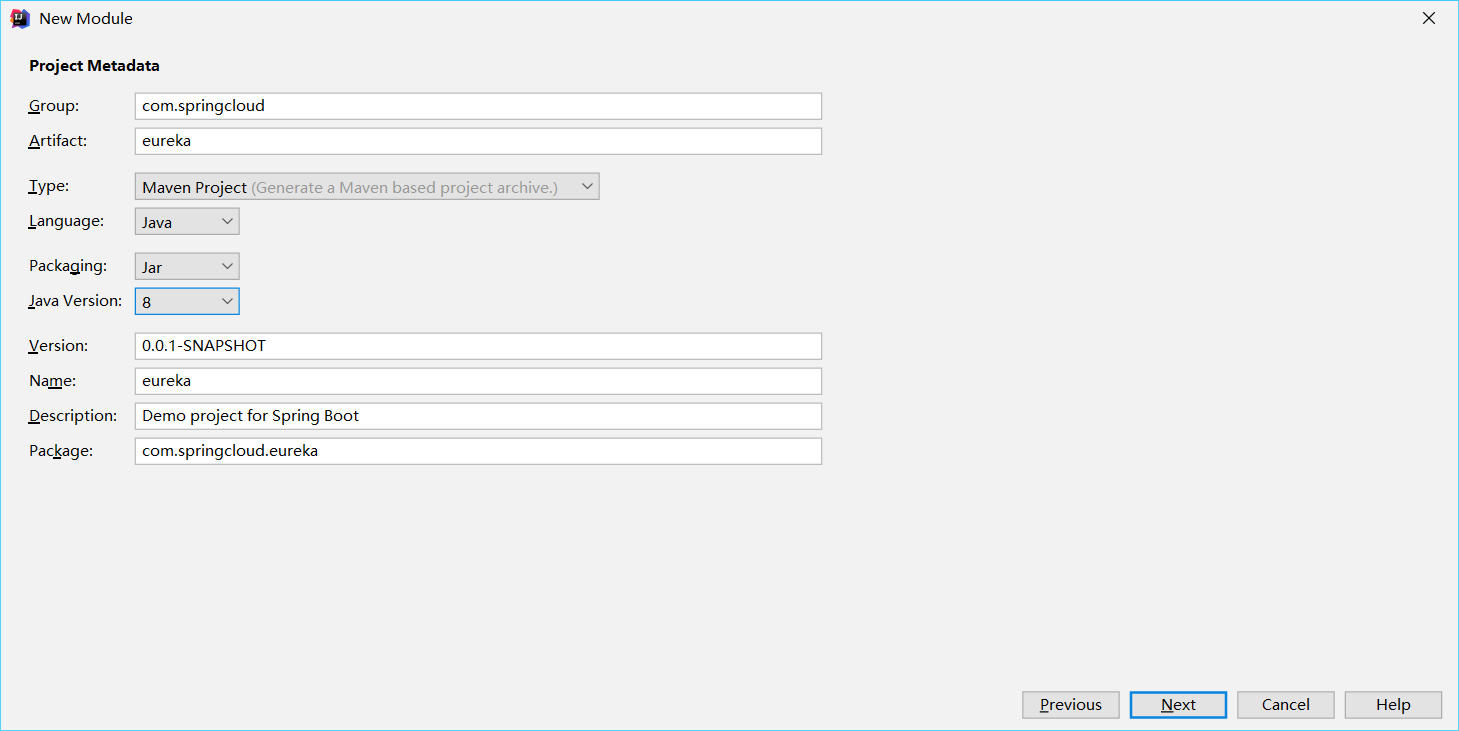 New Module
Project Metadata
Group: com.springcloud
Artifact: eureka
Type: Maven Project (Generate a Maven based project archive.)
Language: Java
Packaging: Jar
Java Version: 8
Version: 0.0.1-SNAPSHOT
Name: eureka
Description: Demo project for Spring Boot
Package: com.springcloud.eureka
Previous Next Cancel Help